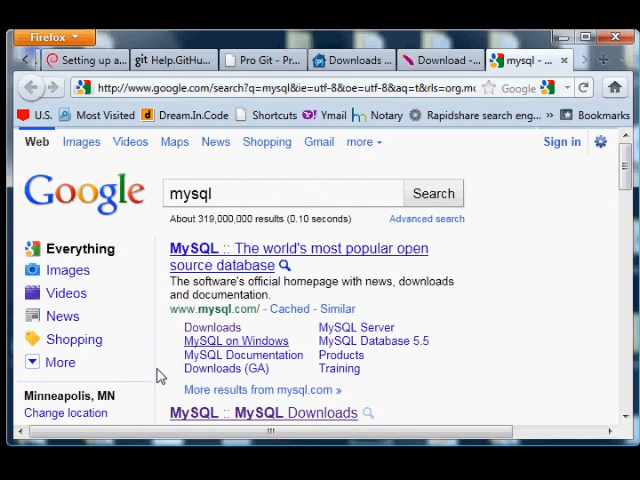 Firefox
Setting up a...
git Help.GitHu...
Pro Git - Pro...
Downloads ...
Download -...
mysql - ...
http://www.google.com/search?q=mysql&ie=utf-8&oe=utf-8&aq=t&rls=org.mo
Google
U.S.
Most Visited
Dream.In.Code
Shortcuts
Ymail
Notary
Rapidshare search eng...
Bookmarks
Web Images Videos Maps News Shopping Gmail more Sign in
Google
mysql
Search
About 319,000,000 results (0.10 seconds)
Advanced search
Everything
Images
Videos
News
Shopping
More
Minneapolis, MN
Change location
MySQL :: The world's most popular open
source database
The software's official homepage with news, downloads
and documentation.
www.mysql.com/ - Cached - Similar
Downloads MySQL Server
MySQL on Windows MySQL Database 5.5
MySQL Documentation Products
Downloads (GA) Training
More results from mysql.com »
MySQL :: MySQL Downloads